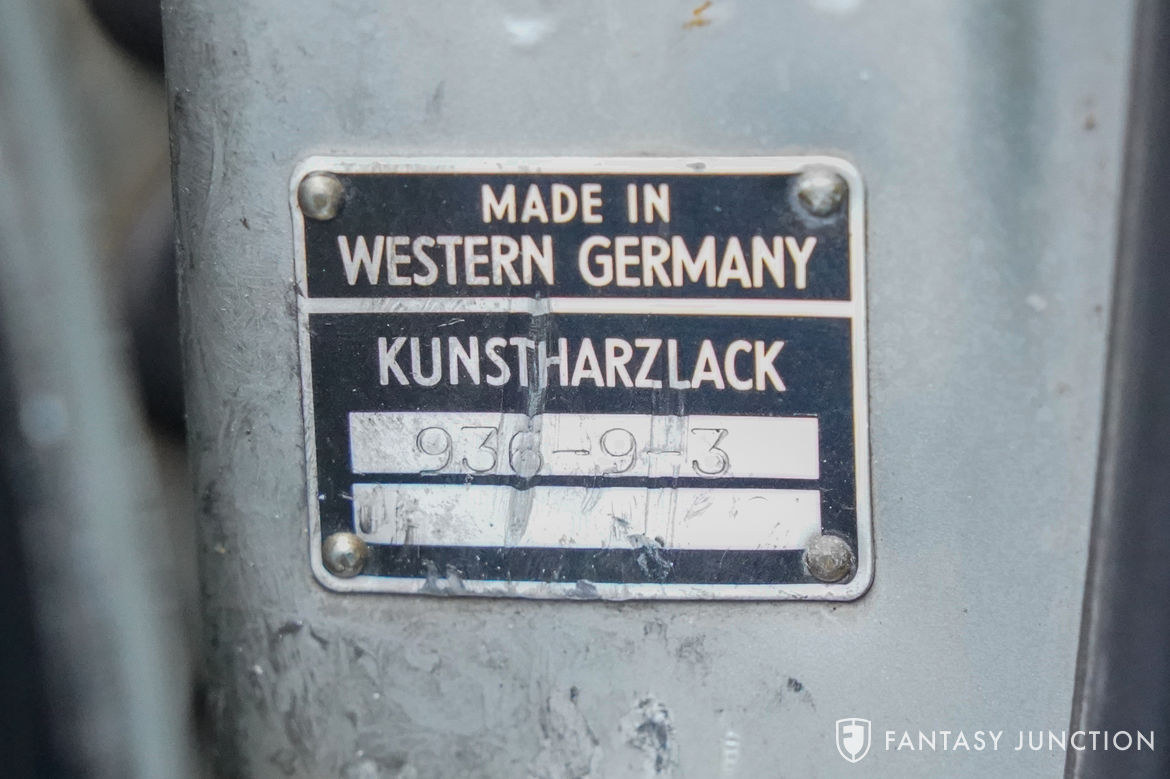 MADE IN
WESTERN GERMANY
KUNSTHARZLACK
936-9-3
FANTASY JUNCTION